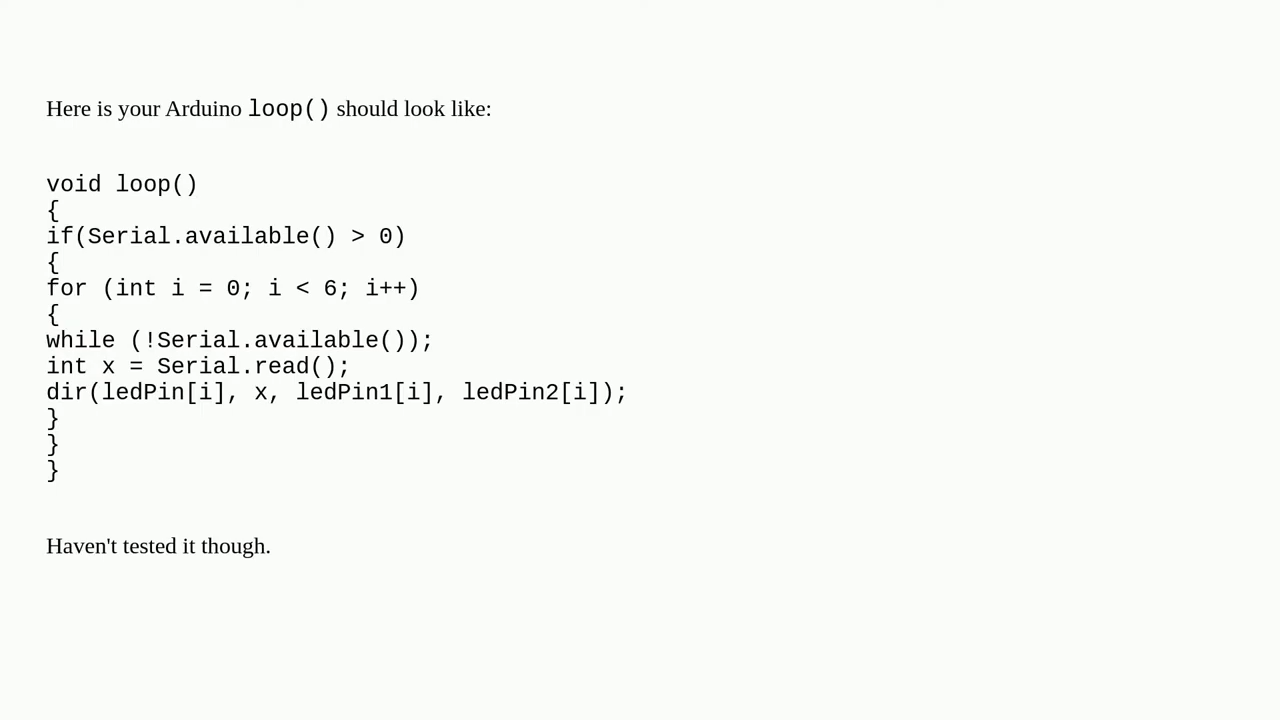 Here is your Arduino loop() should look like:
void loop()
{
if(Serial.available() > 0)
{
for (int i = 0; i < 6; i++)
{
while (!Serial.available());
int x = Serial.read();
dir(ledPin[i], x, ledPin1[i], ledPin2[i]);
}
}
}
Haven't tested it though.